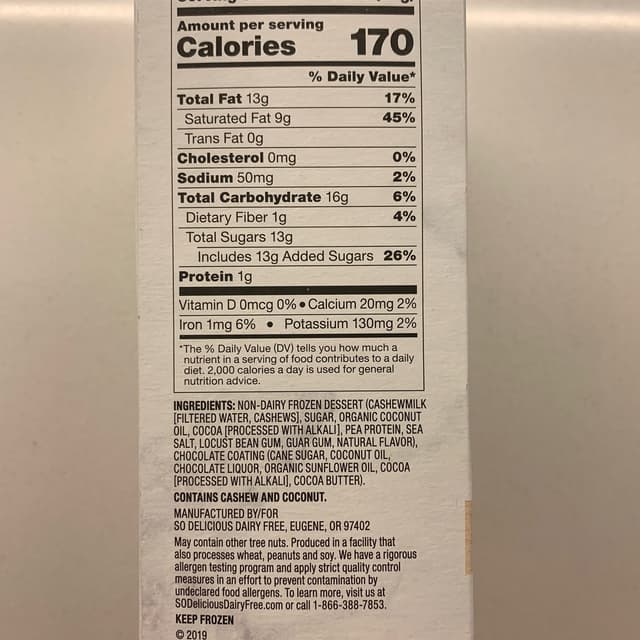 Amount per serving
Calories 170
% Daily Value*
Total Fat 13g 17%
Saturated Fat 9g 45%
Trans Fat 0g
Cholesterol 0mg 0%
Sodium 50mg 2%
Total Carbohydrate 16g 6%
Dietary Fiber 1g 4%
Total Sugars 13g
Includes 13g Added Sugars 26%
Protein 1g
Vitamin D 0mcg 0% • Calcium 20mg 2%
Iron 1mg 6% • Potassium 130mg 2%
*The % Daily Value (DV) tells you how much a
nutrient in a serving of food contributes to a daily
diet. 2,000 calories a day is used for general
nutrition advice.
INGREDIENTS: NON-DAIRY FROZEN DESSERT (CASHEWMILK
[FILTERED WATER, CASHEWS], SUGAR, ORGANIC COCONUT
OIL, COCOA [PROCESSED WITH ALKALI], PEA PROTEIN, SEA
SALT, LOCUST BEAN GUM, GUAR GUM, NATURAL FLAVOR),
CHOCOLATE COATING (CANE SUGAR, COCONUT OIL,
CHOCOLATE LIQUOR, ORGANIC SUNFLOWER OIL, COCOA
[PROCESSED WITH ALKALI], COCOA BUTTER).
CONTAINS CASHEW AND COCONUT.
MANUFACTURED BY/FOR
SO DELICIOUS DAIRY FREE, EUGENE, OR 97402
May contain other tree nuts. Produced in a facility that
also processes wheat, peanuts and soy. We have a rigorous
allergen testing program and apply strict quality control
measures in an effort to prevent contamination by
undeclared food allergens. To learn more, visit us at
SODeliciousDairyFree.com or call 1-866-388-7853.
KEEP FROZEN
© 2019